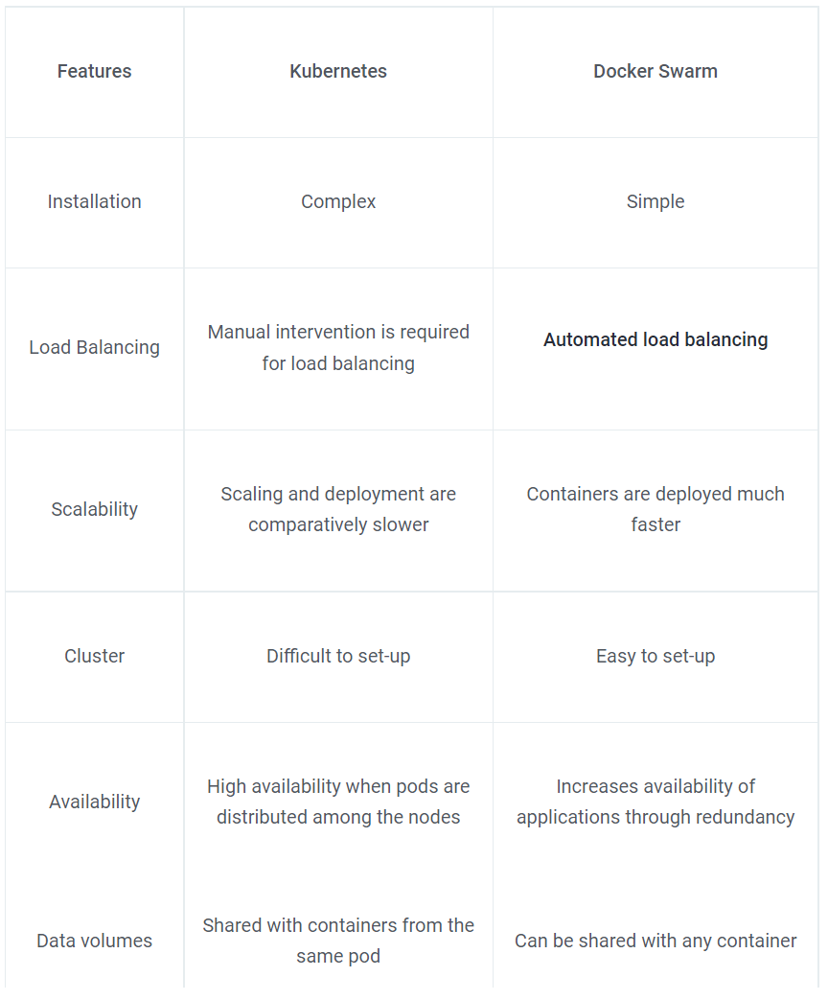 Features
Kubernetes
Docker Swarm
Installation
Complex
Simple
Load Balancing
Manual intervention is required
for load balancing
Automated load balancing
Scalability
Scaling and deployment are
comparatively slower
Containers are deployed much
faster
Cluster
Difficult to set-up
Easy to set-up
Availability
High availability when pods are
distributed among the nodes
Increases availability of
applications through redundancy
Data volumes
Shared with containers from the
same pod
Can be shared with any container